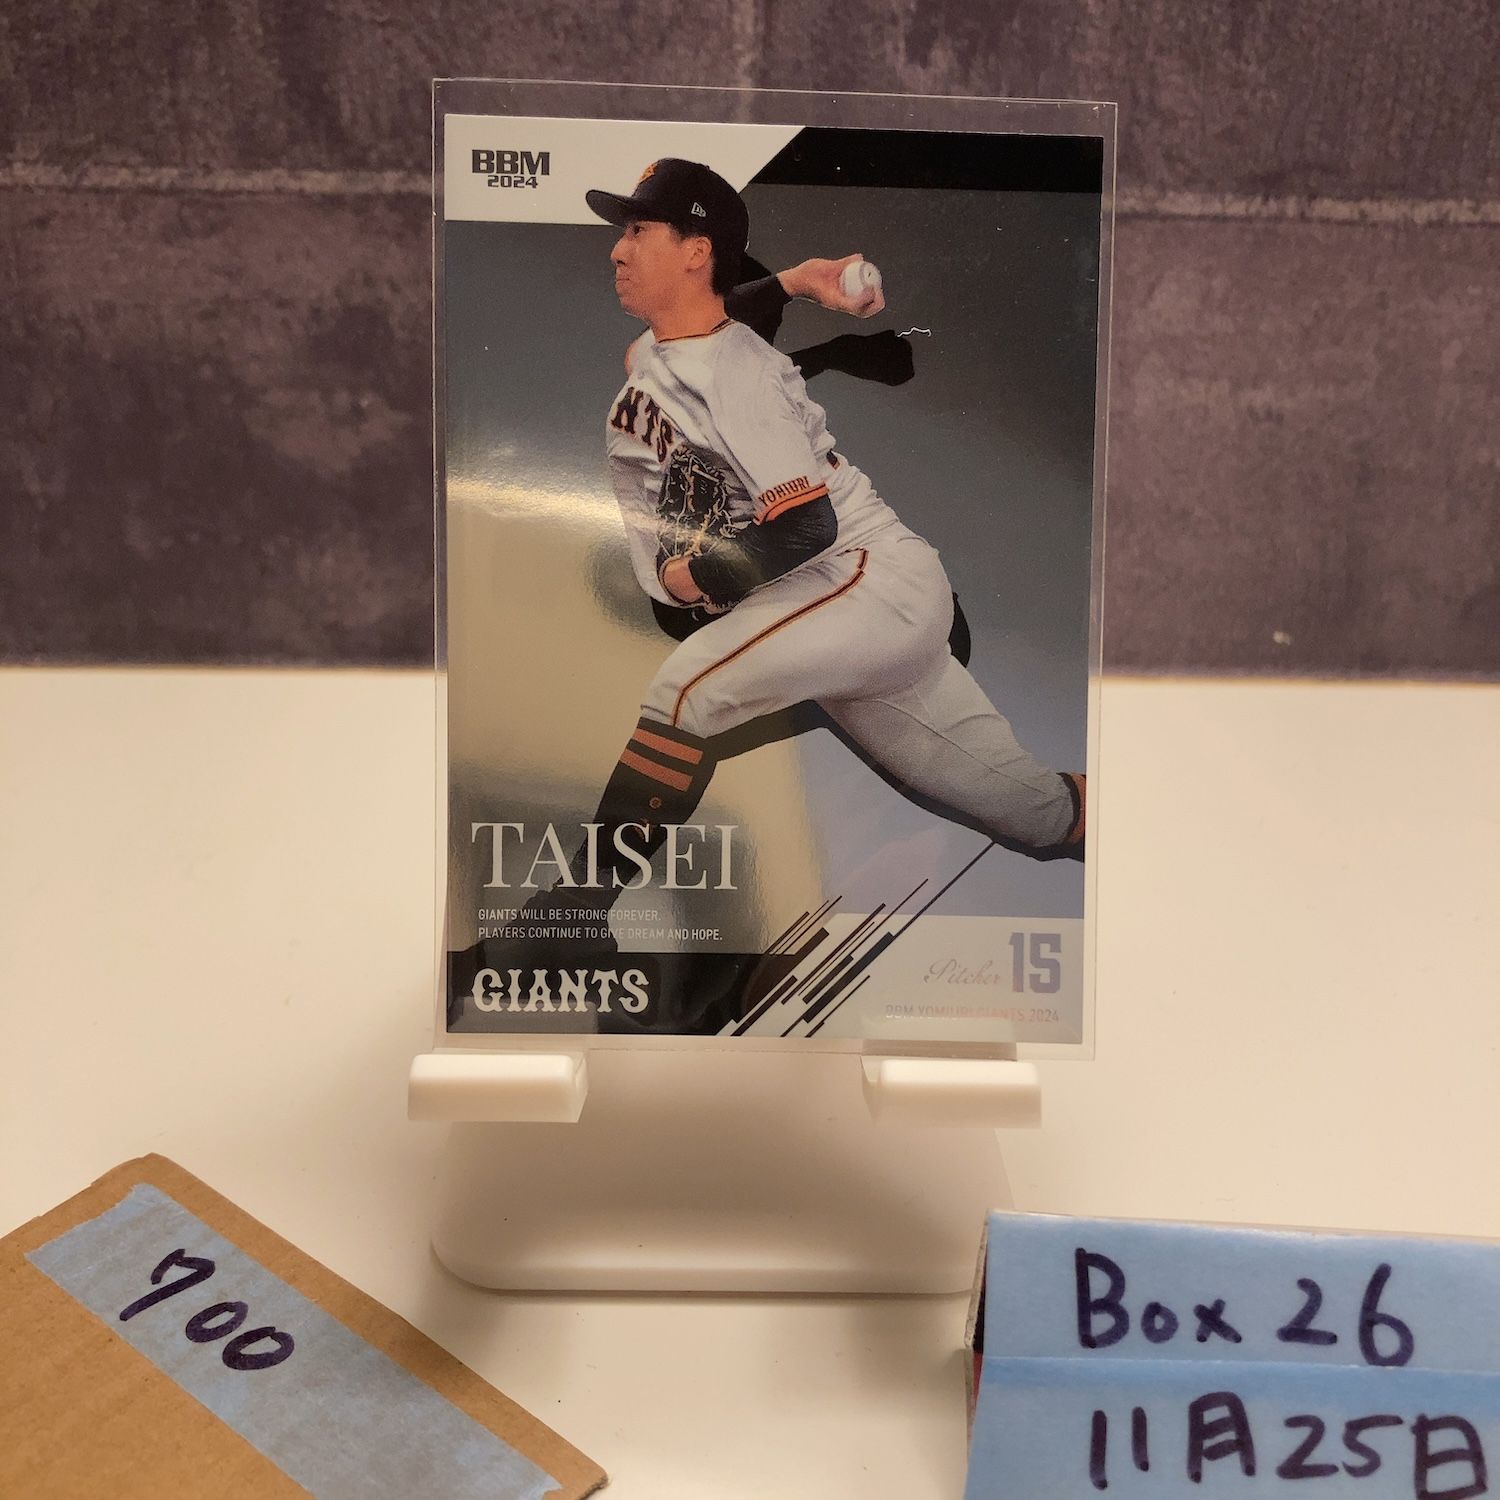 BBM
2024
NTS
YOMIURI
TAISEI
GIANTS WILL BE STRONG FOREVER.
PLAYERS CONTINUE TO GIVE DREAM AND HOPE.
GIANTS
Pitcher 15
BBM YOMIURI GIANTS 2024
700
Box 26
11月25日